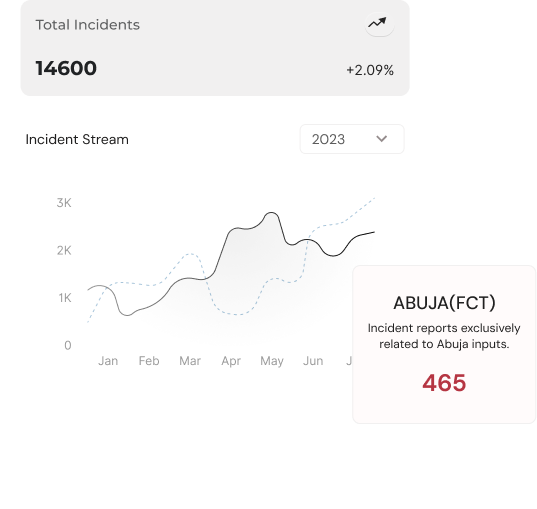 Total Incidents
14600
+2.09%
Incident Stream
2023
3K
2K
1K
0
Jan Feb Mar Apr May Jun
ABUJA(FCT)
Incident reports exclusively
related to Abuja inputs.
465